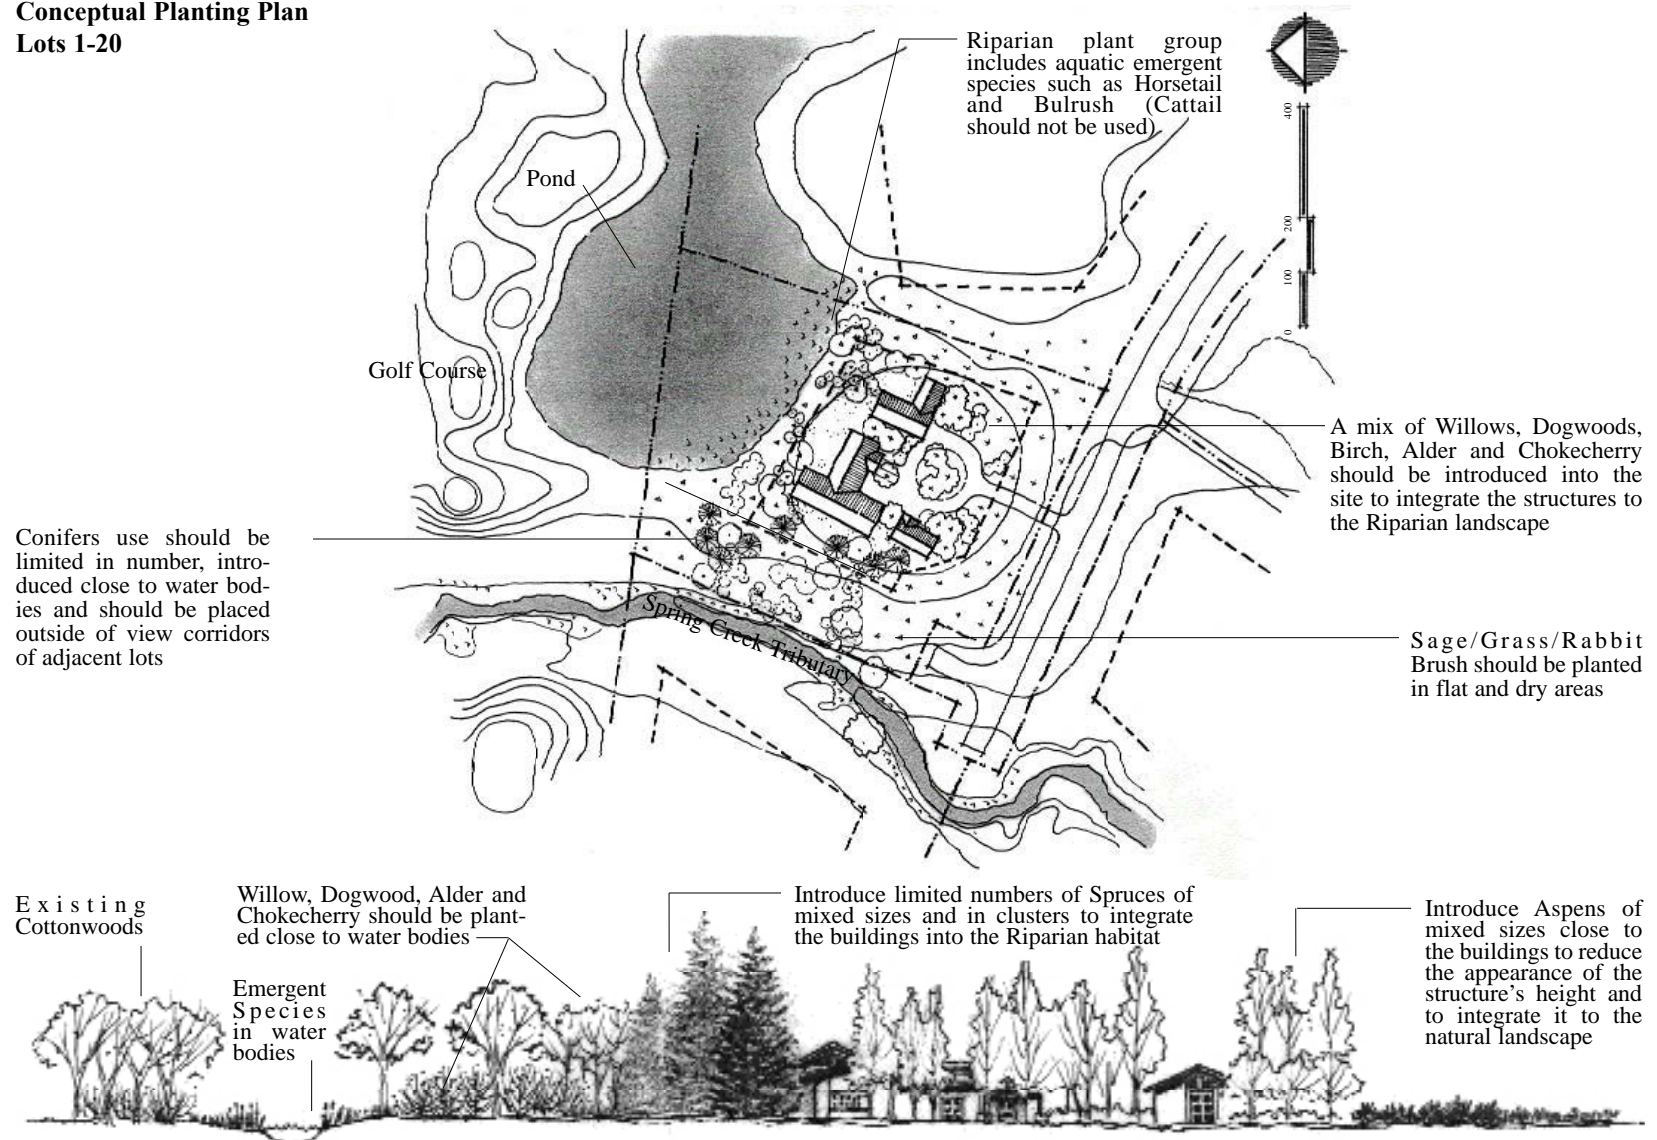 Conceptual Planting Plan
Lots 1-20
Riparian plant group
includes aquatic emergent
species such as Horsetail
and Bulrush (Cattail
should not be used)
400
200
100
0
Pond
Golf Course
A mix of Willows, Dogwoods,
Birch, Alder and Chokecherry
should be introduced into the
site to integrate the structures to
the Riparian landscape
Conifers use should be
limited in number, intro-
duced close to water bod-
ies and should be placed
outside of view corridors
of adjacent lots
Spring Creek Tributary
Sage/Grass/Rabbit
Brush should be planted
in flat and dry areas
Existing
Cottonwoods
Willow, Dogwood, Alder and
Chokecherry should be plant-
ed close to water bodies
Emergent
Species
in water
bodies
Introduce limited numbers of Spruces of
mixed sizes and in clusters to integrate
the buildings into the Riparian habitat
Introduce Aspens of
mixed sizes close to
the buildings to reduce
the appearance of the
structure's height and
to integrate it to the
natural landscape